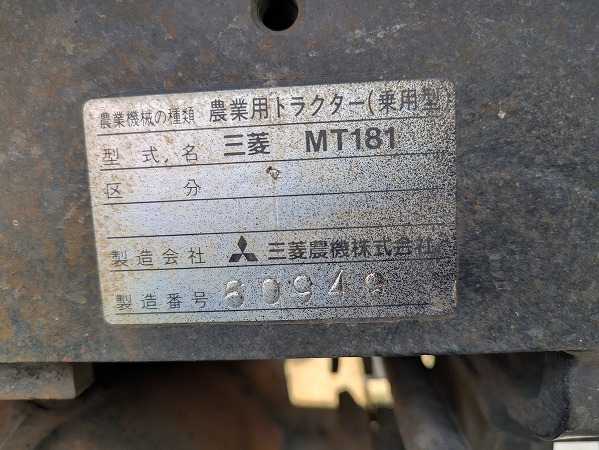 農業機械の種類 農業用トラクター(乗用型)
型式名 三菱 MT181
区分
製造会社 三菱農機株式会社
製造番号 60949